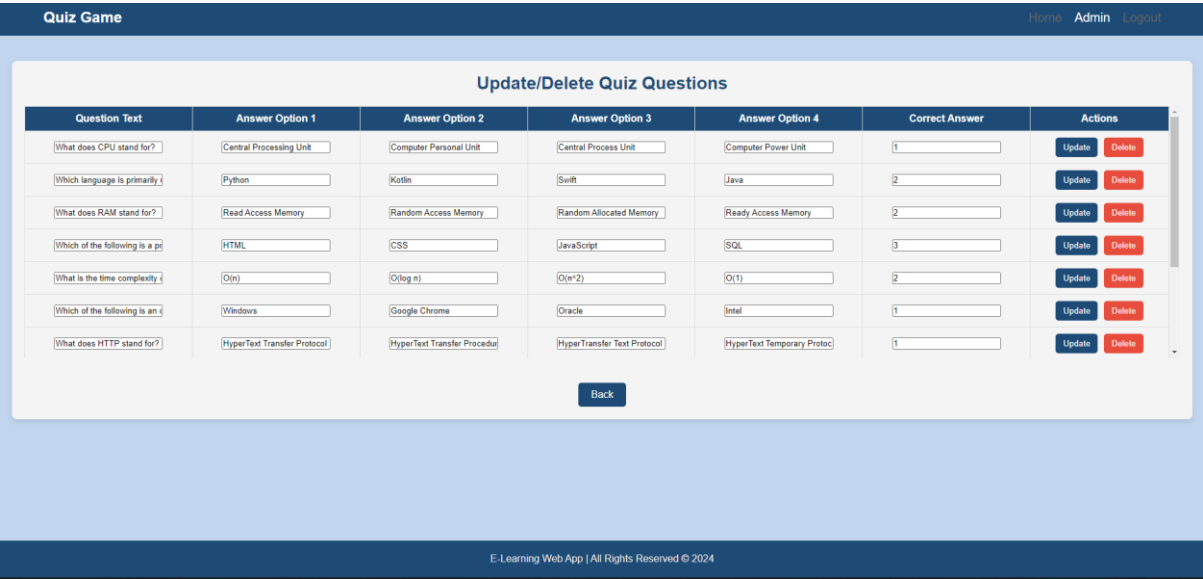 Quiz Game Home Admin Logout
Update/Delete Quiz Questions
Question Text Answer Option 1 Answer Option 2 Answer Option 3 Answer Option 4 Correct Answer Actions
What does CPU stand for? Central Processing Unit Computer Personal Unit Central Process Unit Computer Power Unit 1 Update Delete
Which language is primarily Python Kotlin Swift Java 2 Update Delete
What does RAM stand for? Read Access Memory Random Access Memory Random Allocated Memory Ready Access Memory 2 Update Delete
Which of the following is a HTML CSS JavaScript SQL 3 Update Delete
What is the time complexity O(n) O(log n) O(n^2) O(1) 2 Update Delete
Which of the following is an Windows Google Chrome Oracle Intel 1 Update Delete
What does HTTP stand for? HyperText Transfer Protocol HyperText Transfer Procedur HyperTransfer Text Protocol HyperText Temporary Protoc 1 Update Delete
Back
E-Learning Web App | All Rights Reserved © 2024